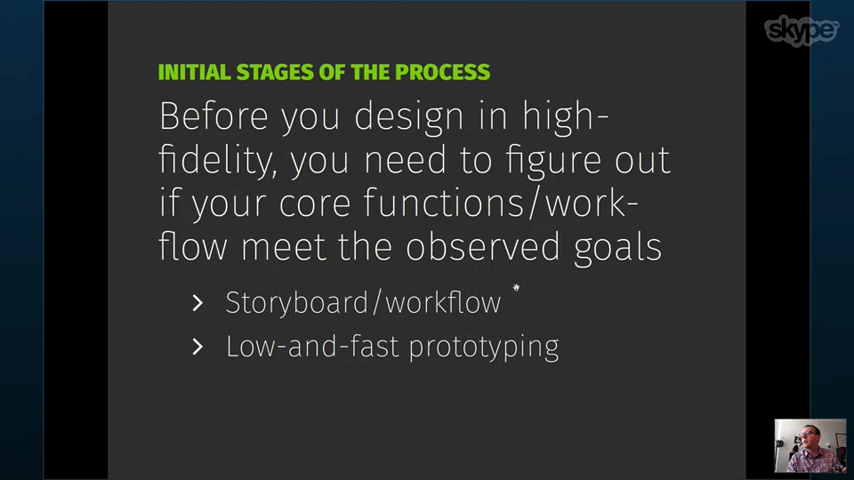 skype
INITIAL STAGES OF THE PROCESS
Before you design in high-
fidelity, you need to figure out
if your core functions/work-
flow meet the observed goals
> Storyboard/workflow
> Low-and-fast prototyping